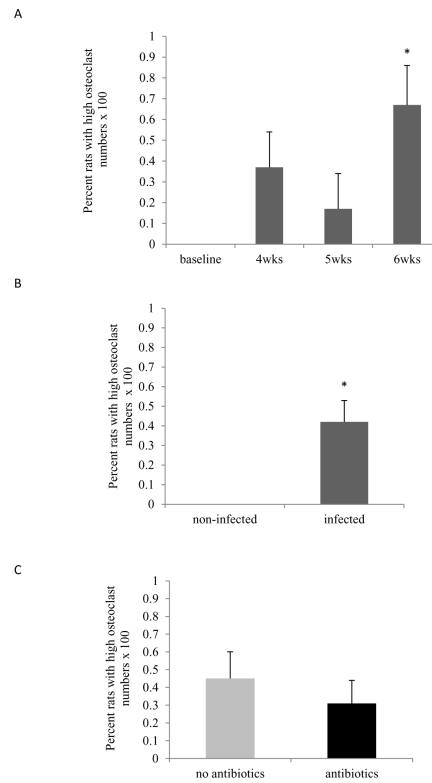 A
Percent rats with high osteoclast
numbers x 100
1
0.9
0.8
0.7
0.6
0.5
0.4
0.3
0.2
0.1
0
*
baseline 4wks 5wks 6wks
B
Percent rats with high osteoclast
numbers x 100
1
0.9
0.8
0.7
0.6
0.5
0.4
0.3
0.2
0.1
0
*
non-infected infected
C
Percent rats with high osteoclast
numbers x 100
1
0.9
0.8
0.7
0.6
0.5
0.4
0.3
0.2
0.1
0
no antibiotics antibiotics